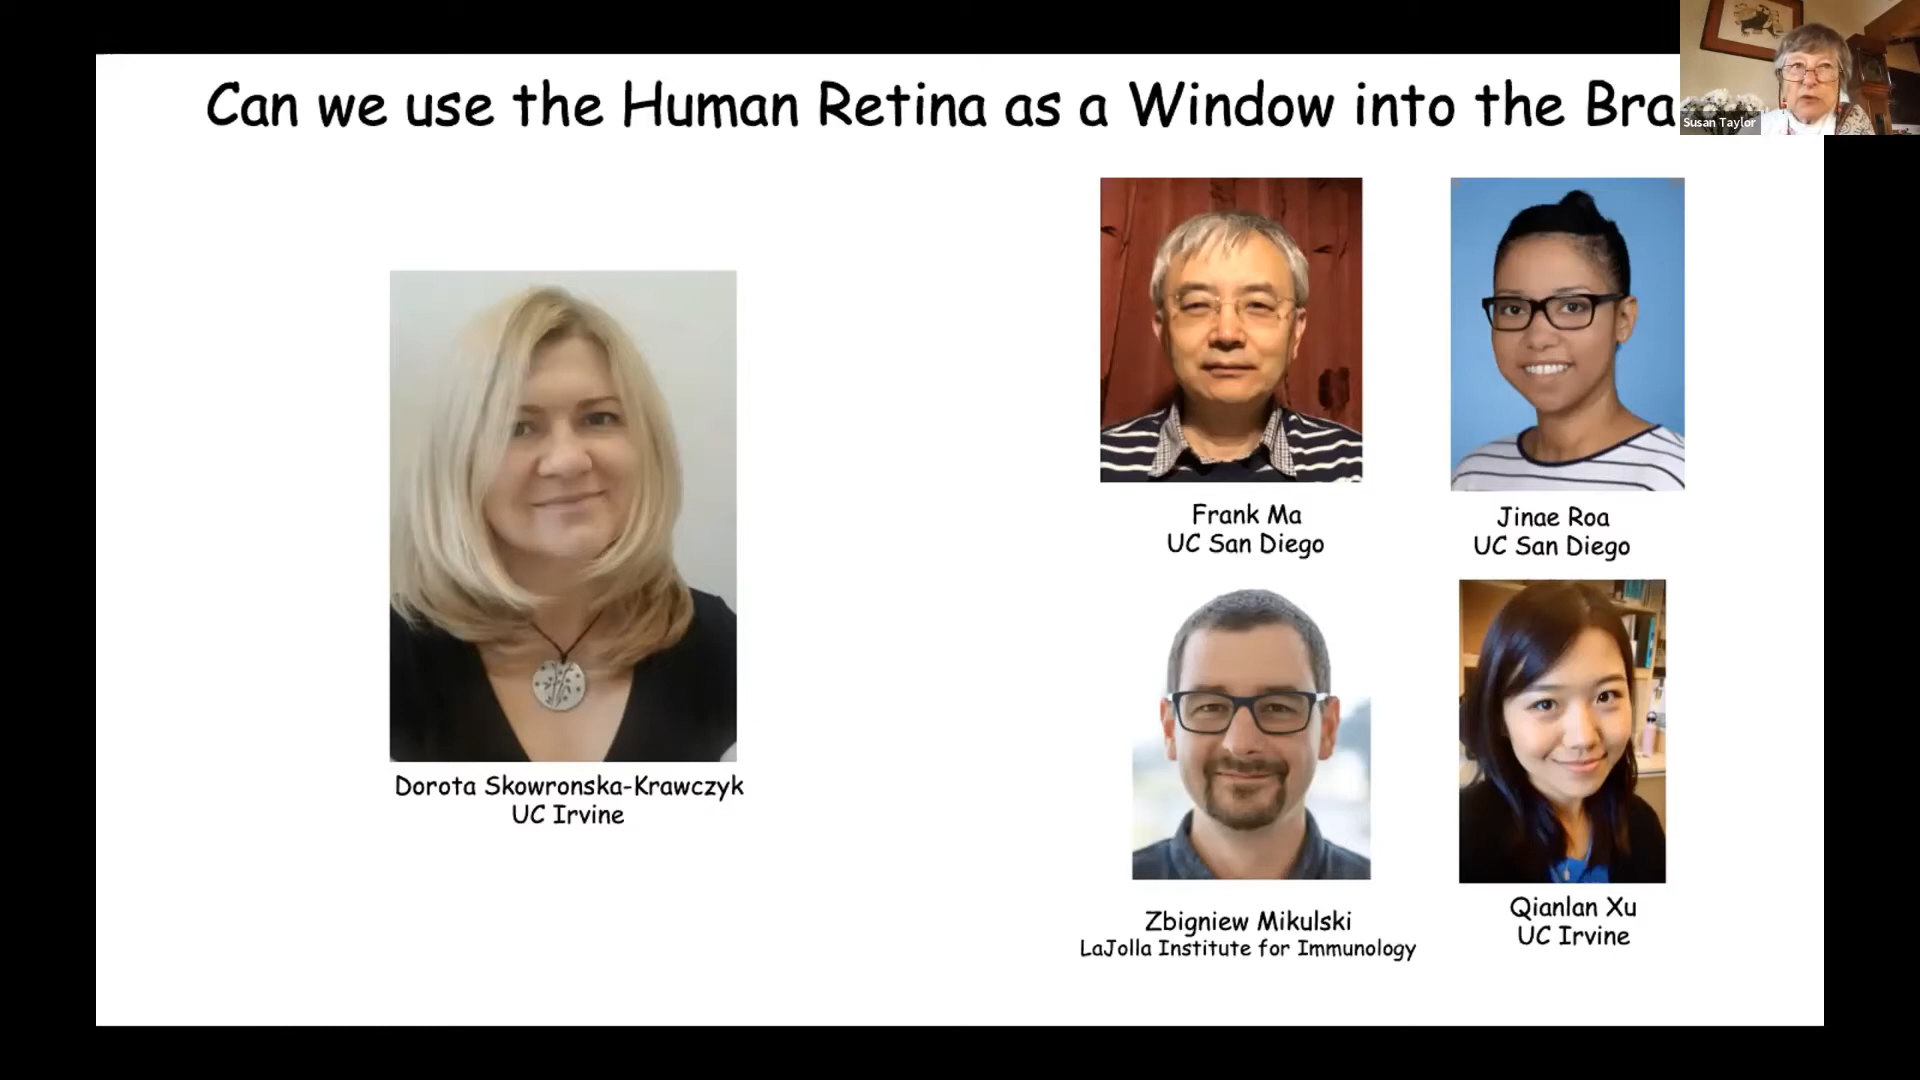 Can we use the Human Retina as a Window into the Bra
Susan Taylor
Frank Ma
UC San Diego
Jinae Roa
UC San Diego
Dorota Skowronska-Krawczyk
UC Irvine
Zbigniew Mikulski
LaJolla Institute for Immunology
Qianlan Xu
UC Irvine